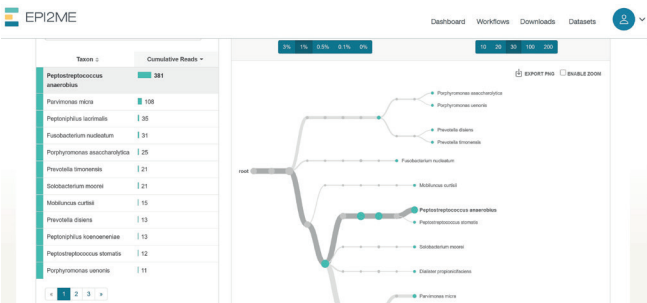 EPI2ME
Dashboard Workflows Downloads Datasets
3% 1% 0.5% 0.1% 0%
10 20 30 100 200
Taxon Cumulative Reads
Peptostreptococcus anaerobius 381
Parvimonas micra 108
Peptoniphilus lacrimalis 35
Fusobacterium nucleatum 31
Porphyromonas asaccharolytica 25
Prevotella timonensis 21
Solobacterium moorei 21
Mobiluncus curtisii 15
Prevotella disiens 13
Peptoniphilus koenoeneniae 13
Peptostreptococcus stomatis 12
Porphyromonas uenonis 11
« 1 2 3 »
EXPORT PNG ENABLE ZOOM
Porphyromonas asaccharolytica
Porphyromonas uenonis
Prevotella disiens
Prevotella timonensis
Fusobacterium nucleatum
root
Mobiluncus curtisii
Peptostreptococcus anaerobius
Peptostreptococcus stomatis
Solobacterium moorei
Dialister propionicifaciens
Parvimonas micra